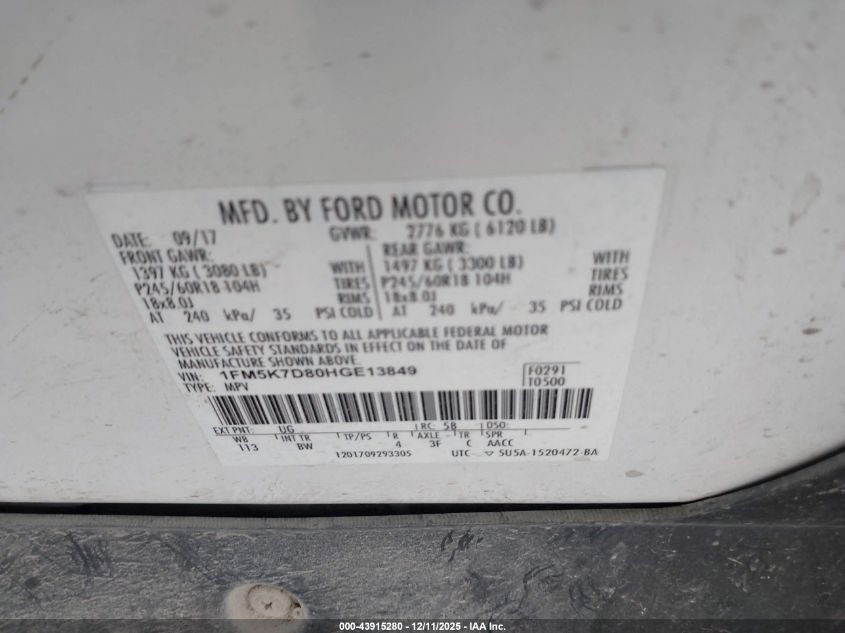 MFD. BY FORD MOTOR CO.
DATE: 09/17 GVWR: 2776 KG ( 6120 LB)
FRONT GAWR: REAR GAWR:
1397 KG ( 3080 LB) WITH 1497 KG ( 3300 LB) WITH
P245/60R18 104H TIRES P245/60R18 104H TIRES
18x8.0J RIMS 18x8.0J RIMS
AT 240 kPa/ 35 PSI COLD AT 240 kPa/ 35 PSI COLD
THIS VEHICLE CONFORMS TO ALL APPLICABLE FEDERAL MOTOR
VEHICLE SAFETY STANDARDS IN EFFECT ON THE DATE OF
MANUFACTURE SHOWN ABOVE.
VIN: 1FM5K7D80HGE13849 F0291
TYPE: MPV T0500
EXT PNT: UG RC: 58 DSO:
WB INT TR TP/PS R AXLE TR SPR
113 BW 4 3F C AACC
1201709293305 UTC ▽ SU5A-1520472-BA
000-43915280 - 12/11/2025 - © IAA Inc.